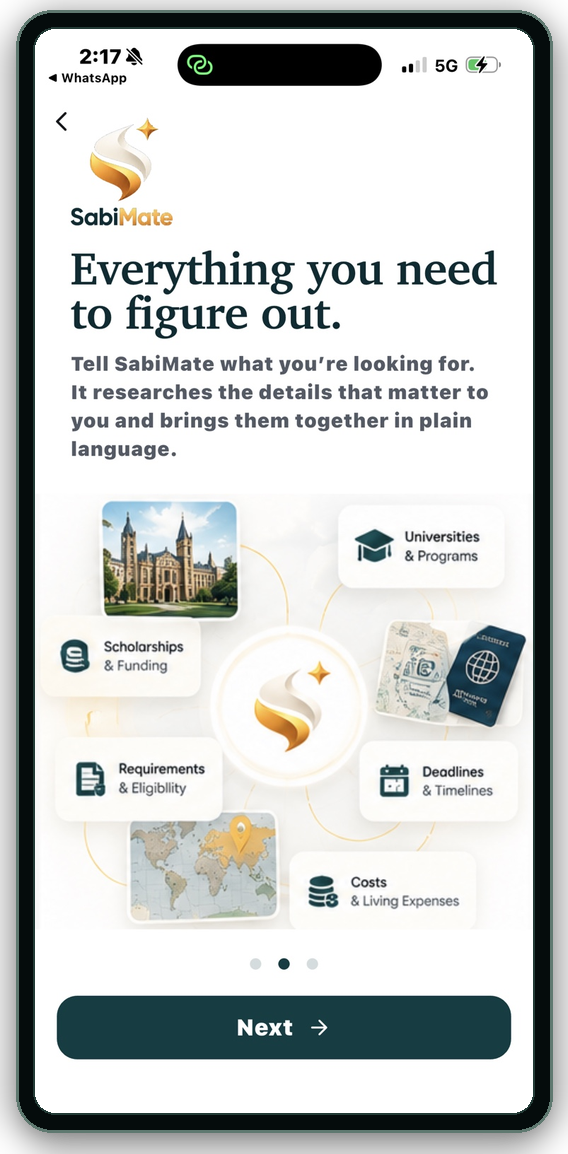 2:17
5G
◀ WhatsApp
SabiMate
Everything you need
to figure out.
Tell SabiMate what you’re looking for.
It researches the details that matter to
you and brings them together in plain
language.
Universities
& Programs
Scholarships
& Funding
Requirements
& Eligibility
Deadlines
& Timelines
Costs
& Living Expenses
Next →